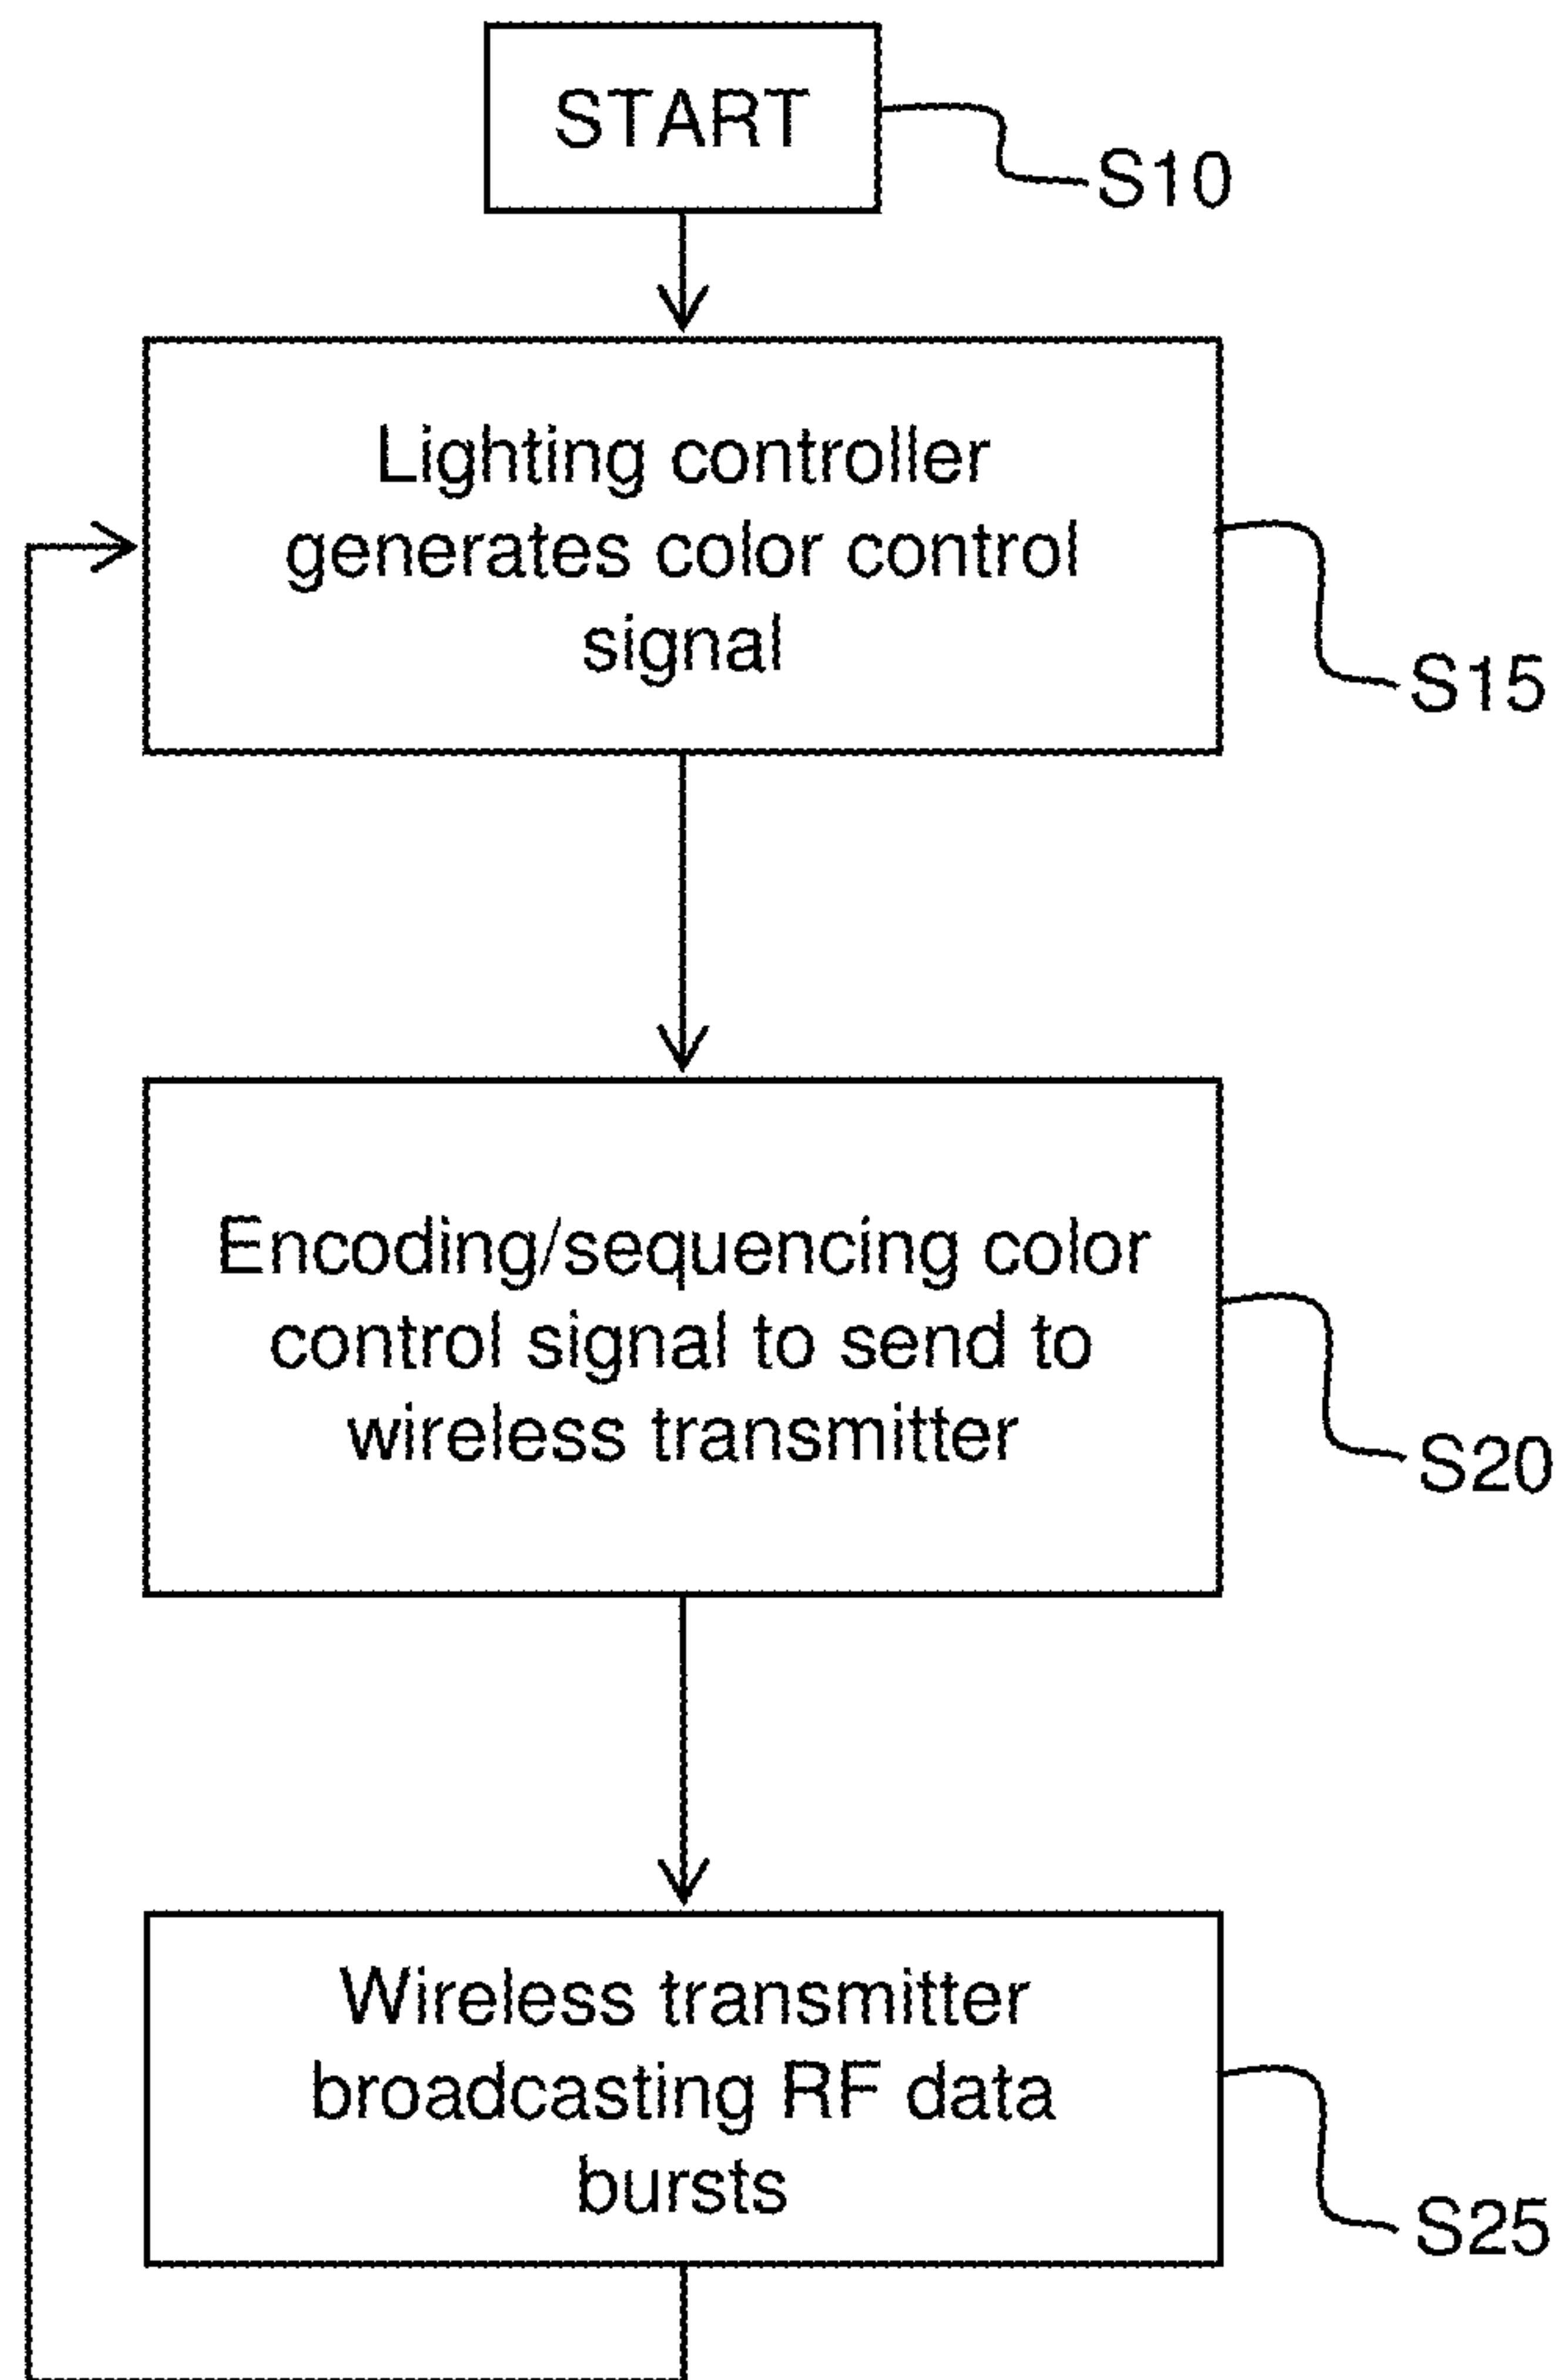 START
S10
Lighting controller
generates color control
signal
S15
Encoding/sequencing color
control signal to send to
wireless transmitter
S20
Wireless transmitter
broadcasting RF data
bursts
S25